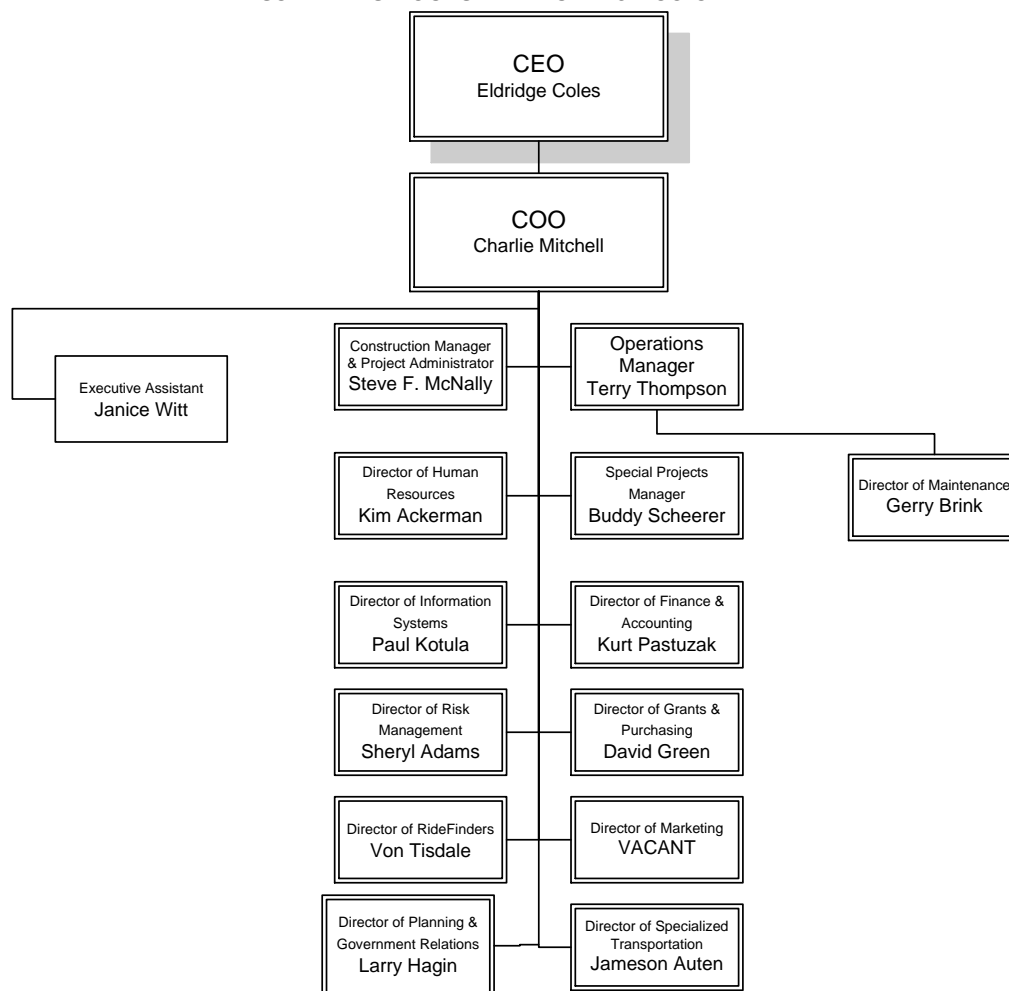 CEO
Eldridge Coles
COO
Charlie Mitchell
Executive Assistant
Janice Witt
Construction Manager
& Project Administrator
Steve F. McNally
Operations
Manager
Terry Thompson
Director of Human
Resources
Kim Ackerman
Special Projects
Manager
Buddy Scheerer
Director of Maintenance
Gerry Brink
Director of Information
Systems
Paul Kotula
Director of Finance &
Accounting
Kurt Pastuzak
Director of Risk
Management
Sheryl Adams
Director of Grants &
Purchasing
David Green
Director of RideFinders
Von Tisdale
Director of Marketing
VACANT
Director of Planning &
Government Relations
Larry Hagin
Director of Specialized
Transportation
Jameson Auten